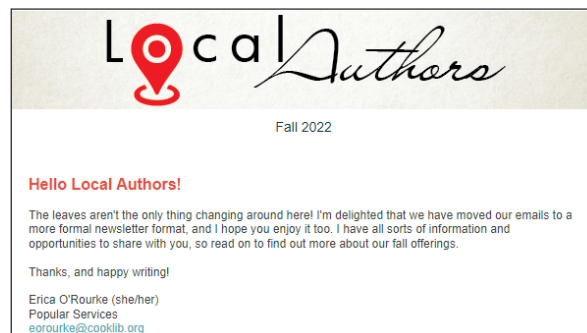 Local Authors
Fall 2022
Hello Local Authors!
The leaves aren't the only thing changing around here! I'm delighted that we have moved our emails to a
more formal newsletter format, and I hope you enjoy it too. I have all sorts of information and
opportunities to share with you, so read on to find out more about our fall offerings.
Thanks, and happy writing!
Erica O'Rourke (she/her)
Popular Services
eorourke@cooklib.org